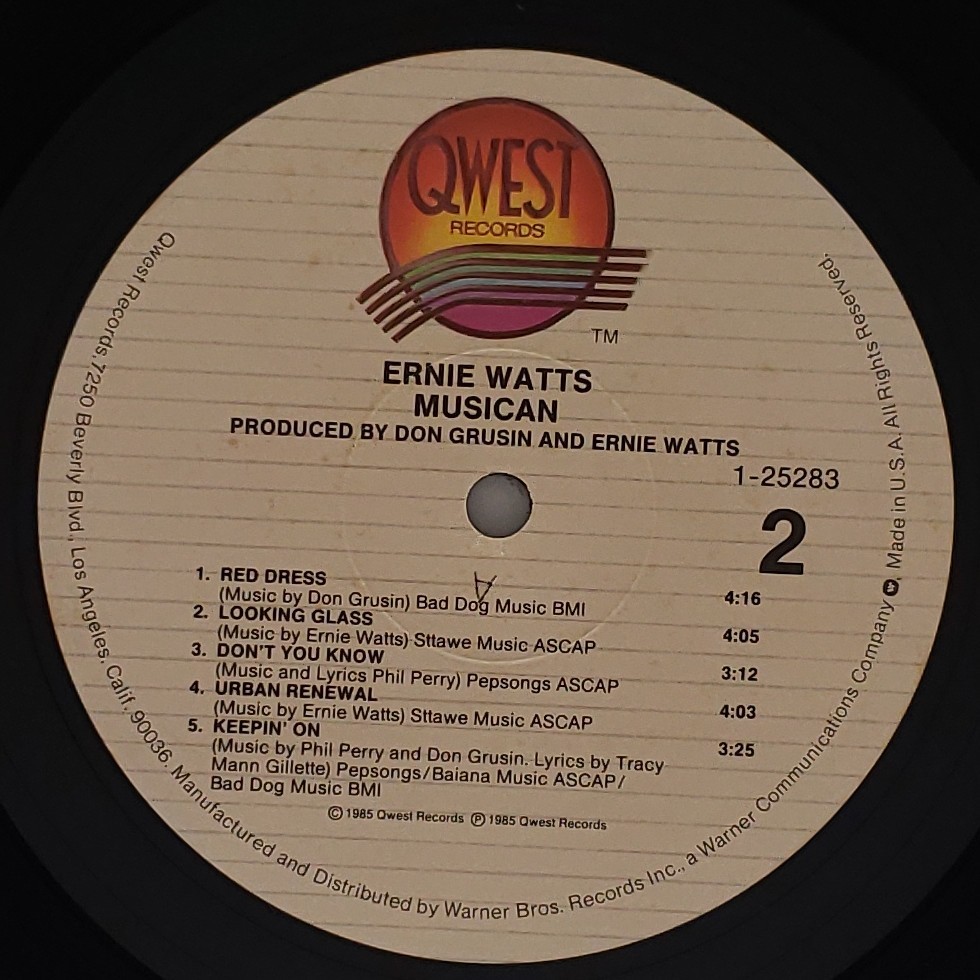 QWEST
RECORDS
TM
ERNIE WATTS
MUSICAN
PRODUCED BY DON GRUSIN AND ERNIE WATTS
1-25283
2
1. RED DRESS
(Music by Don Grusin) Bad Dog Music BMI 4:16
2. LOOKING GLASS
(Music by Ernie Watts) Sttawe Music ASCAP 4:05
3. DON'T YOU KNOW
(Music and Lyrics Phil Perry) Pepsongs ASCAP 3:12
4. URBAN RENEWAL
(Music by Ernie Watts) Sttawe Music ASCAP 4:03
5. KEEPIN' ON
(Music by Phil Perry and Don Grusin. Lyrics by Tracy 3:25
Mann Gillette) Pepsongs/Baiana Music ASCAP/
Bad Dog Music BMI
© 1985 Qwest Records ℗ 1985 Qwest Records
Qwest Records, 7250 Beverly Blvd., Los Angeles, Calif. 90036. Manufactured and Distributed by Warner Bros. Records Inc., a Warner Communications Company. Made in U.S.A. All Rights Reserved.